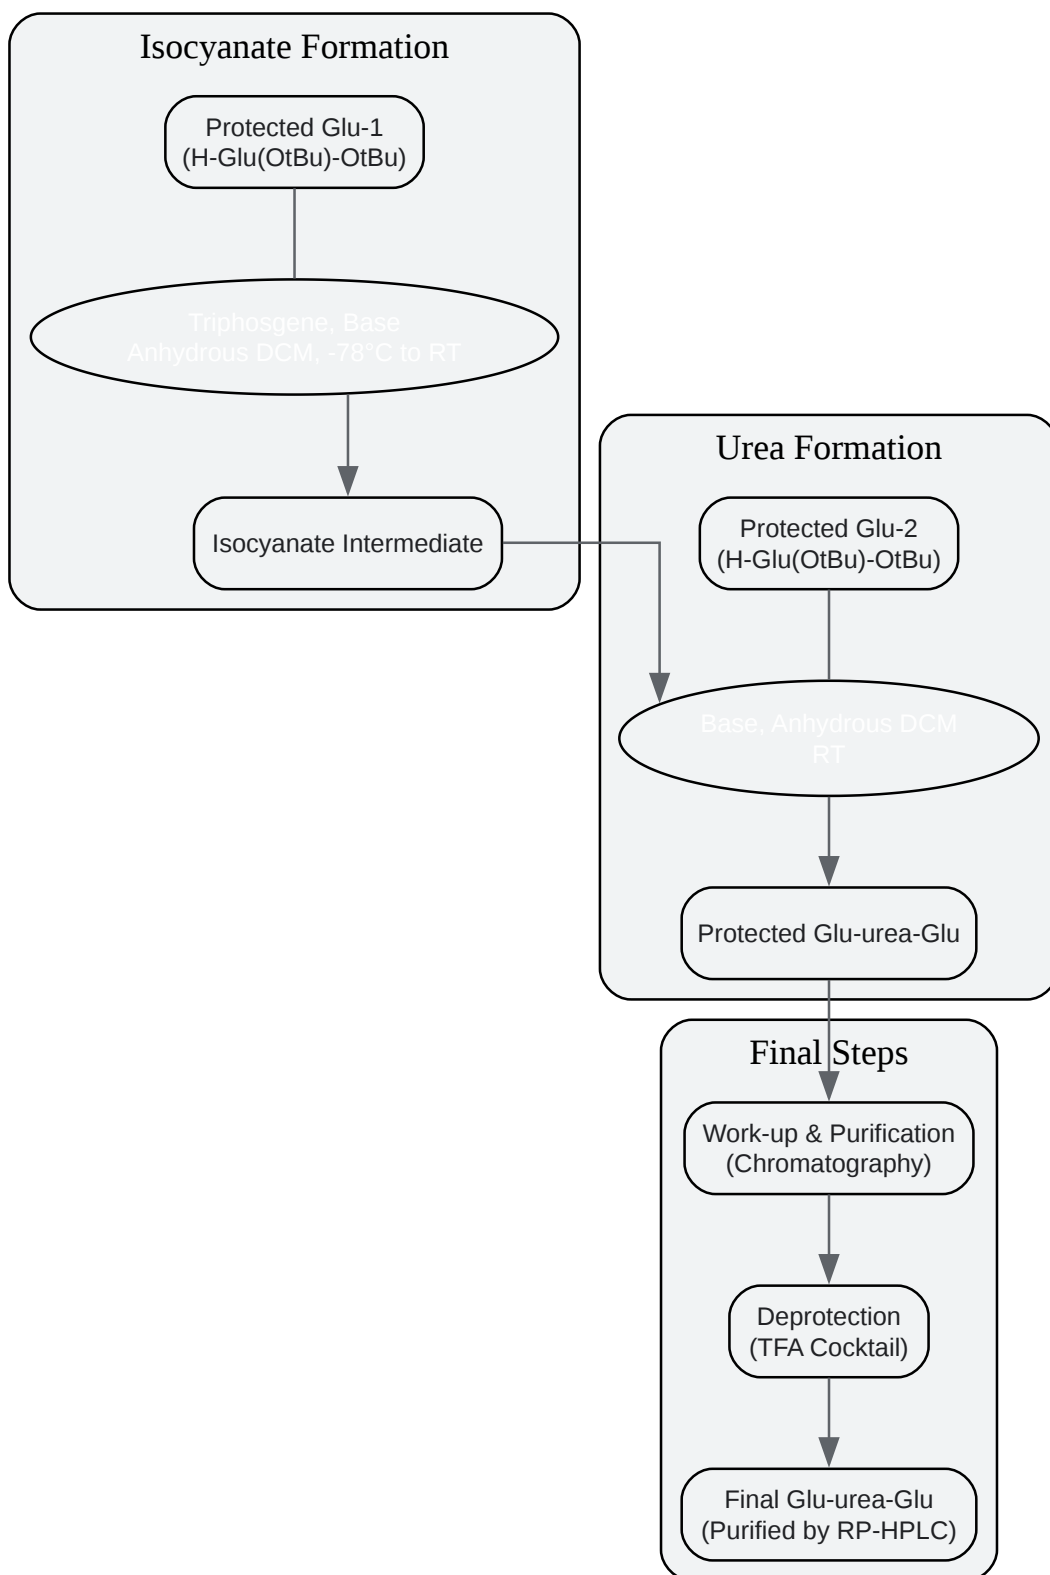 Isocyanate Formation
Protected Glu-1
(H-Glu(OtBu)-OtBu)
Triphosgene, Base
Anhydrous DCM, -78°C to RT
Isocyanate Intermediate
Urea Formation
Protected Glu-2
(H-Glu(OtBu)-OtBu)
Base, Anhydrous DCM
RT
Protected Glu-urea-Glu
Final Steps
Work-up & Purification
(Chromatography)
Deprotection
(TFA Cocktail)
Final Glu-urea-Glu
(Purified by RP-HPLC)